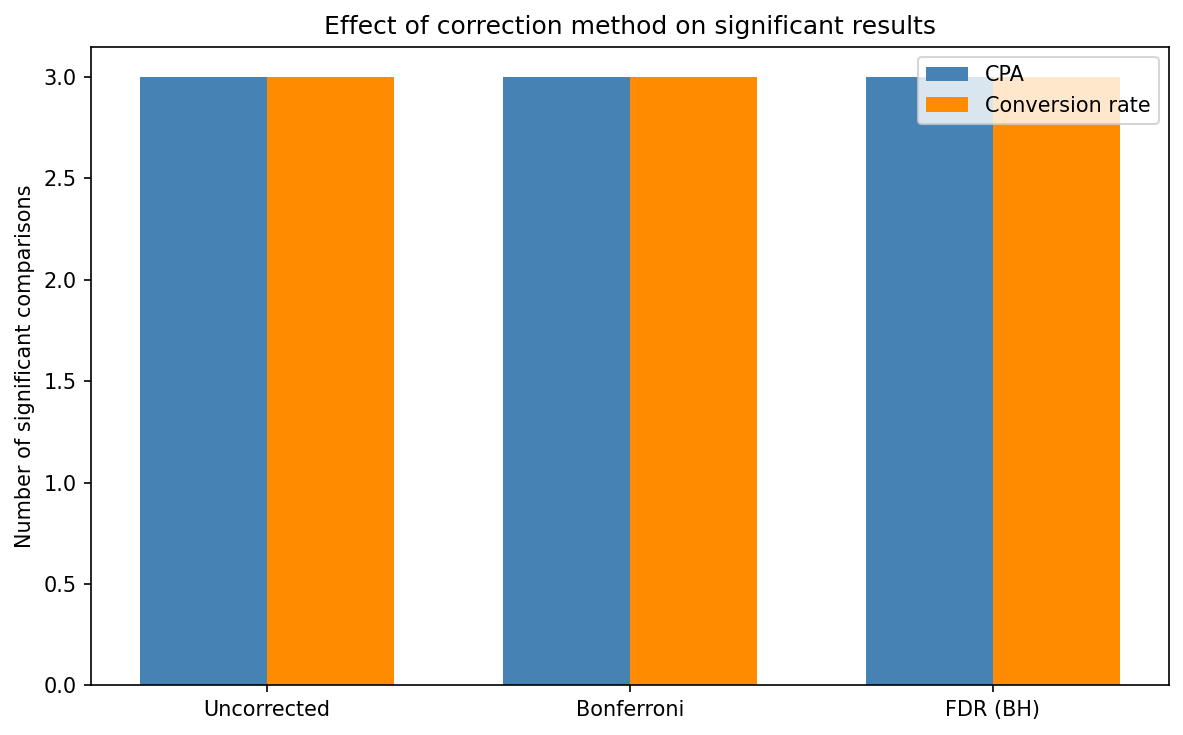 Effect of correction method on significant results
CPA
Conversion rate
Number of significant comparisons
3.0
2.5
2.0
1.5
1.0
0.5
0.0
Uncorrected
Bonferroni
FDR (BH)